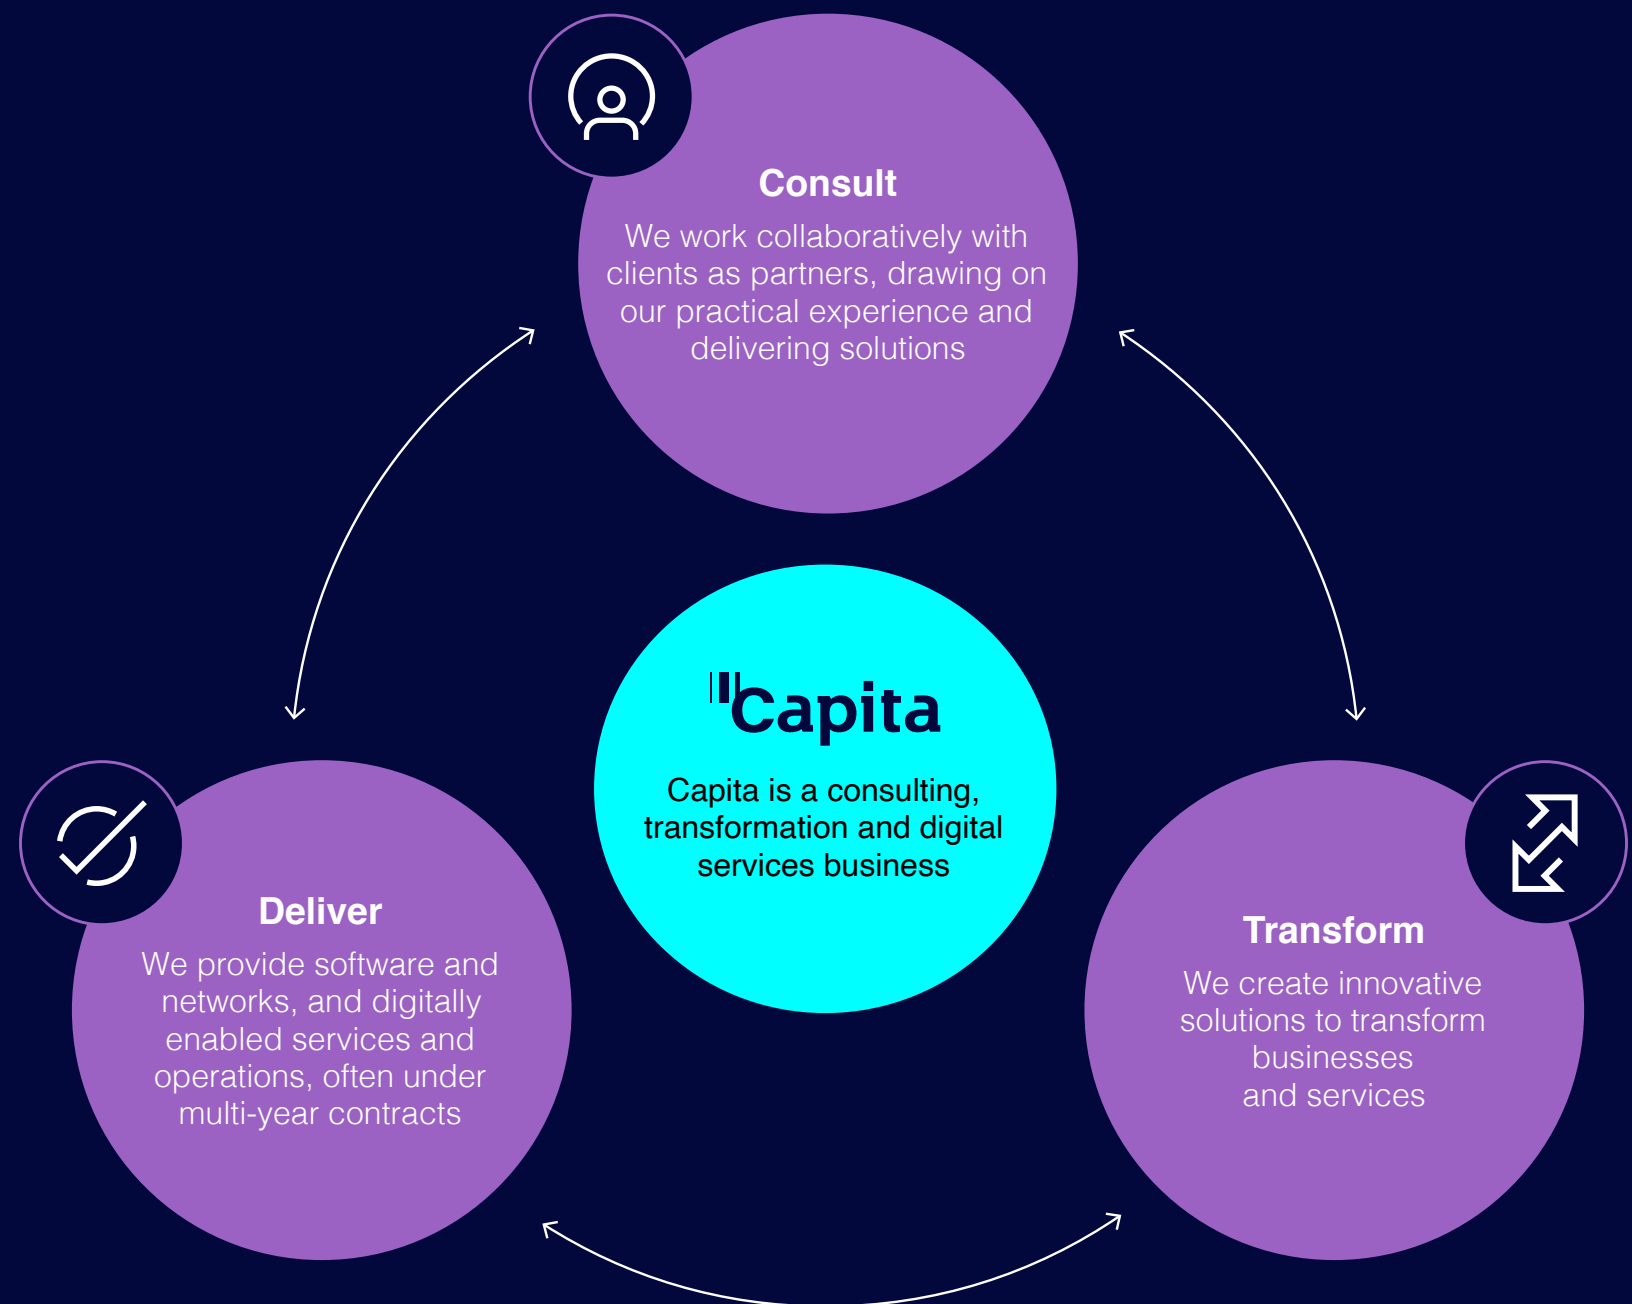 Consult
We work collaboratively with
clients as partners, drawing on
our practical experience and
delivering solutions
Capita
Capita is a consulting,
transformation and digital
services business
Deliver
We provide software and
networks, and digitally
enabled services and
operations, often under
multi-year contracts
Transform
We create innovative
solutions to transform
businesses
and services